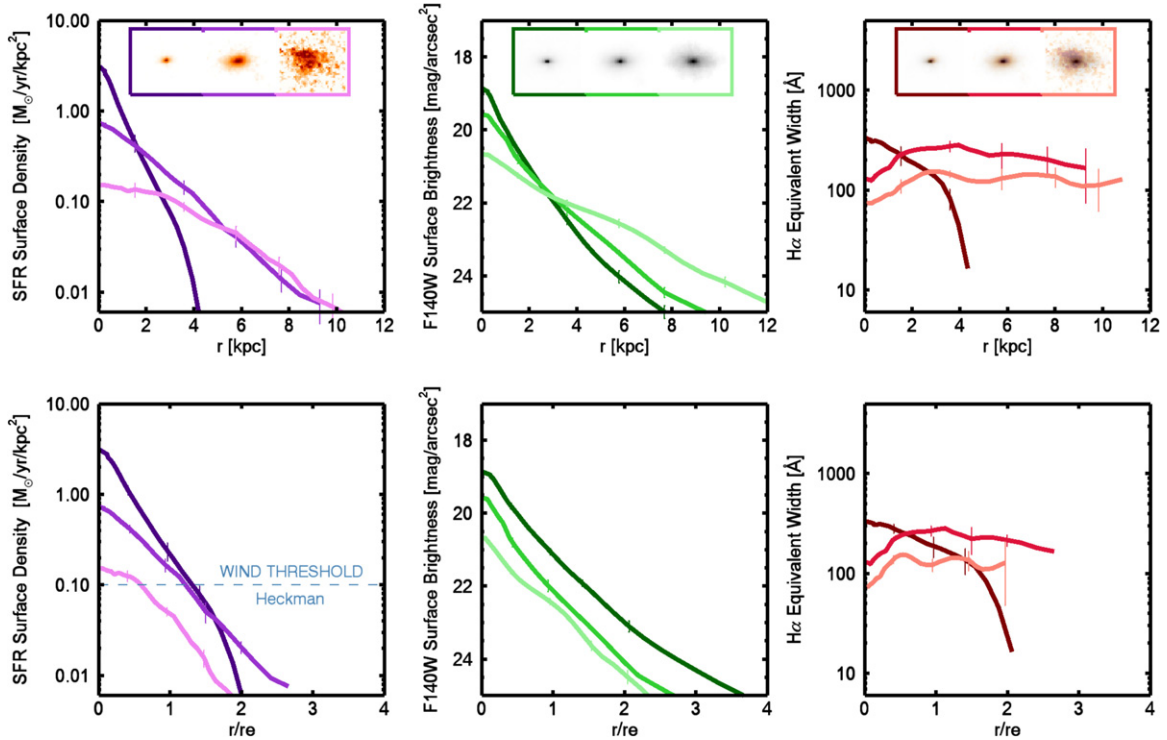 SFR Surface Density [M☉/yr/kpc²]
10.00
1.00
0.10
0.01
0 2 4 6 8 10 12
r [kpc]
F140W Surface Brightness [mag/arcsec²]
18
20
22
24
0 2 4 6 8 10 12
r [kpc]
Hα Equivalent Width [Å]
1000
100
10
0 2 4 6 8 10 12
r [kpc]
SFR Surface Density [M☉/yr/kpc²]
10.00
1.00
0.10
0.01
WIND THRESHOLD
Heckman
0 1 2 3 4
r/re
F140W Surface Brightness [mag/arcsec²]
18
20
22
24
0 1 2 3 4
r/re
Hα Equivalent Width [Å]
1000
100
10
0 1 2 3 4
r/re